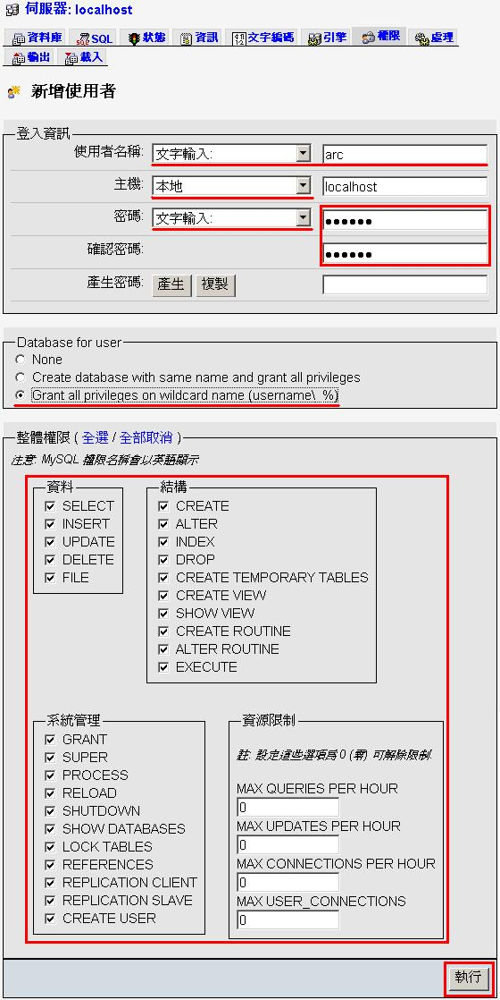 伺服器: localhost
資料庫 SQL 狀態 資訊 文字編碼 引擎 權限 處理
輸出 載入
新增使用者
登入資訊
使用者名稱: 文字輸入: arc
主機: 本地 localhost
密碼: 文字輸入: ●●●●●●
確認密碼: ●●●●●●
產生密碼: 產生 複製
Database for user
None
Create database with same name and grant all privileges
Grant all privileges on wildcard name (username\_%)
整體權限 ( 全選 / 全部取消 )
注意: MySQL 權限名稱會以英語顯示
資料
SELECT
INSERT
UPDATE
DELETE
FILE
結構
CREATE
ALTER
INDEX
DROP
CREATE TEMPORARY TABLES
CREATE VIEW
SHOW VIEW
CREATE ROUTINE
ALTER ROUTINE
EXECUTE
系統管理
GRANT
SUPER
PROCESS
RELOAD
SHUTDOWN
SHOW DATABASES
LOCK TABLES
REFERENCES
REPLICATION CLIENT
REPLICATION SLAVE
CREATE USER
資源限制
註: 設定這些選項為 0 (零) 可解除限制.
MAX QUERIES PER HOUR
0
MAX UPDATES PER HOUR
0
MAX CONNECTIONS PER HOUR
0
MAX USER_CONNECTIONS
0
執行